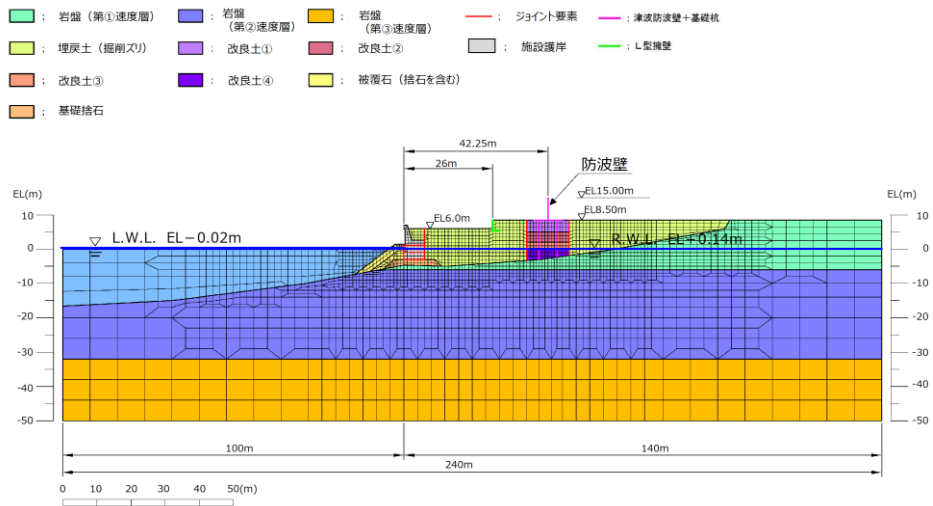 ： 岩盤（第①速度層） ： 岩盤（第②速度層） ： 岩盤（第③速度層） ： ジョイント要素 ： 津波防波壁＋基礎杭
： 埋戻土（掘削ズリ） ： 改良土① ： 改良土② ： 施設護岸 ： Ｌ型擁壁
： 改良土③ ： 改良土④ ： 被覆石（捨石を含む）
： 基礎捨石
42.25m
26m
防波壁
EL(m)
EL15.00m
EL(m)
EL8.50m
EL6.0m
L.W.L. EL－0.02m
R.W.L. EL+0.14m
10
0
-10
-20
-30
-40
-50
10
0
-10
-20
-30
-40
-50
100m
140m
240m
0 10 20 30 40 50(m)